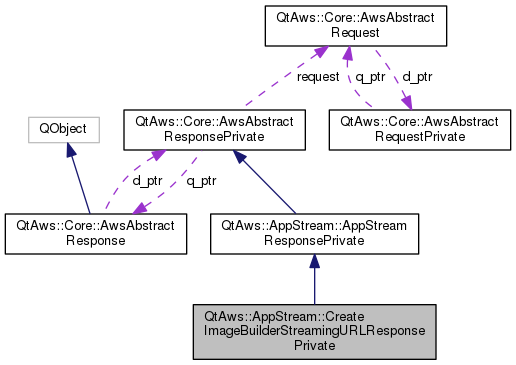 QtAws::Core::AwsAbstract
Request
request
q_ptr
d_ptr
QtAws::Core::AwsAbstract
ResponsePrivate
QtAws::Core::AwsAbstract
RequestPrivate
QObject
d_ptr
q_ptr
QtAws::Core::AwsAbstract
Response
QtAws::AppStream::AppStream
ResponsePrivate
QtAws::AppStream::Create
ImageBuilderStreamingURLResponse
Private